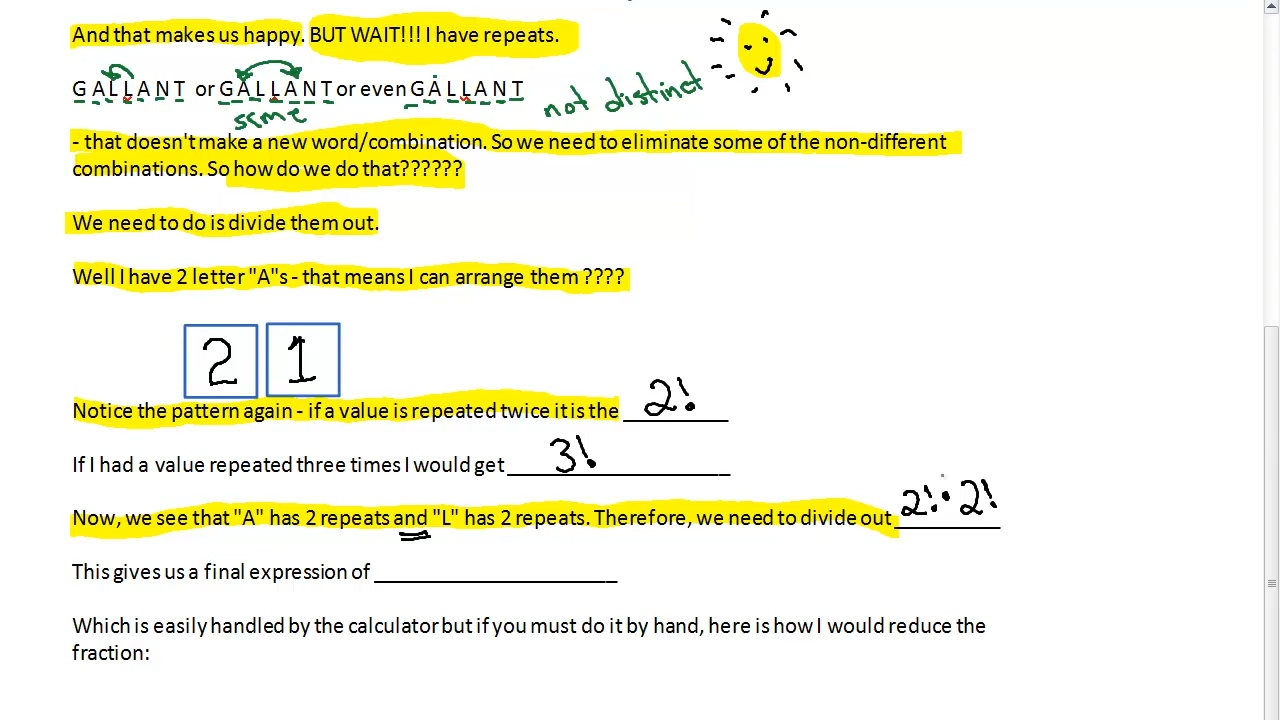 And that makes us happy. BUT WAIT!!! I have repeats.
GALLANT or GALLANT or even GALLANT not distinct
same
- that doesn't make a new word/combination. So we need to eliminate some of the non-different
combinations. So how do we do that??????
We need to do is divide them out.
Well I have 2 letter "A"s - that means I can arrange them ????
2 1
Notice the pattern again - if a value is repeated twice it is the 2!
If I had a value repeated three times I would get 3!
Now, we see that "A" has 2 repeats and "L" has 2 repeats. Therefore, we need to divide out 2!·2!
This gives us a final expression of ____________________
Which is easily handled by the calculator but if you must do it by hand, here is how I would reduce the
fraction: